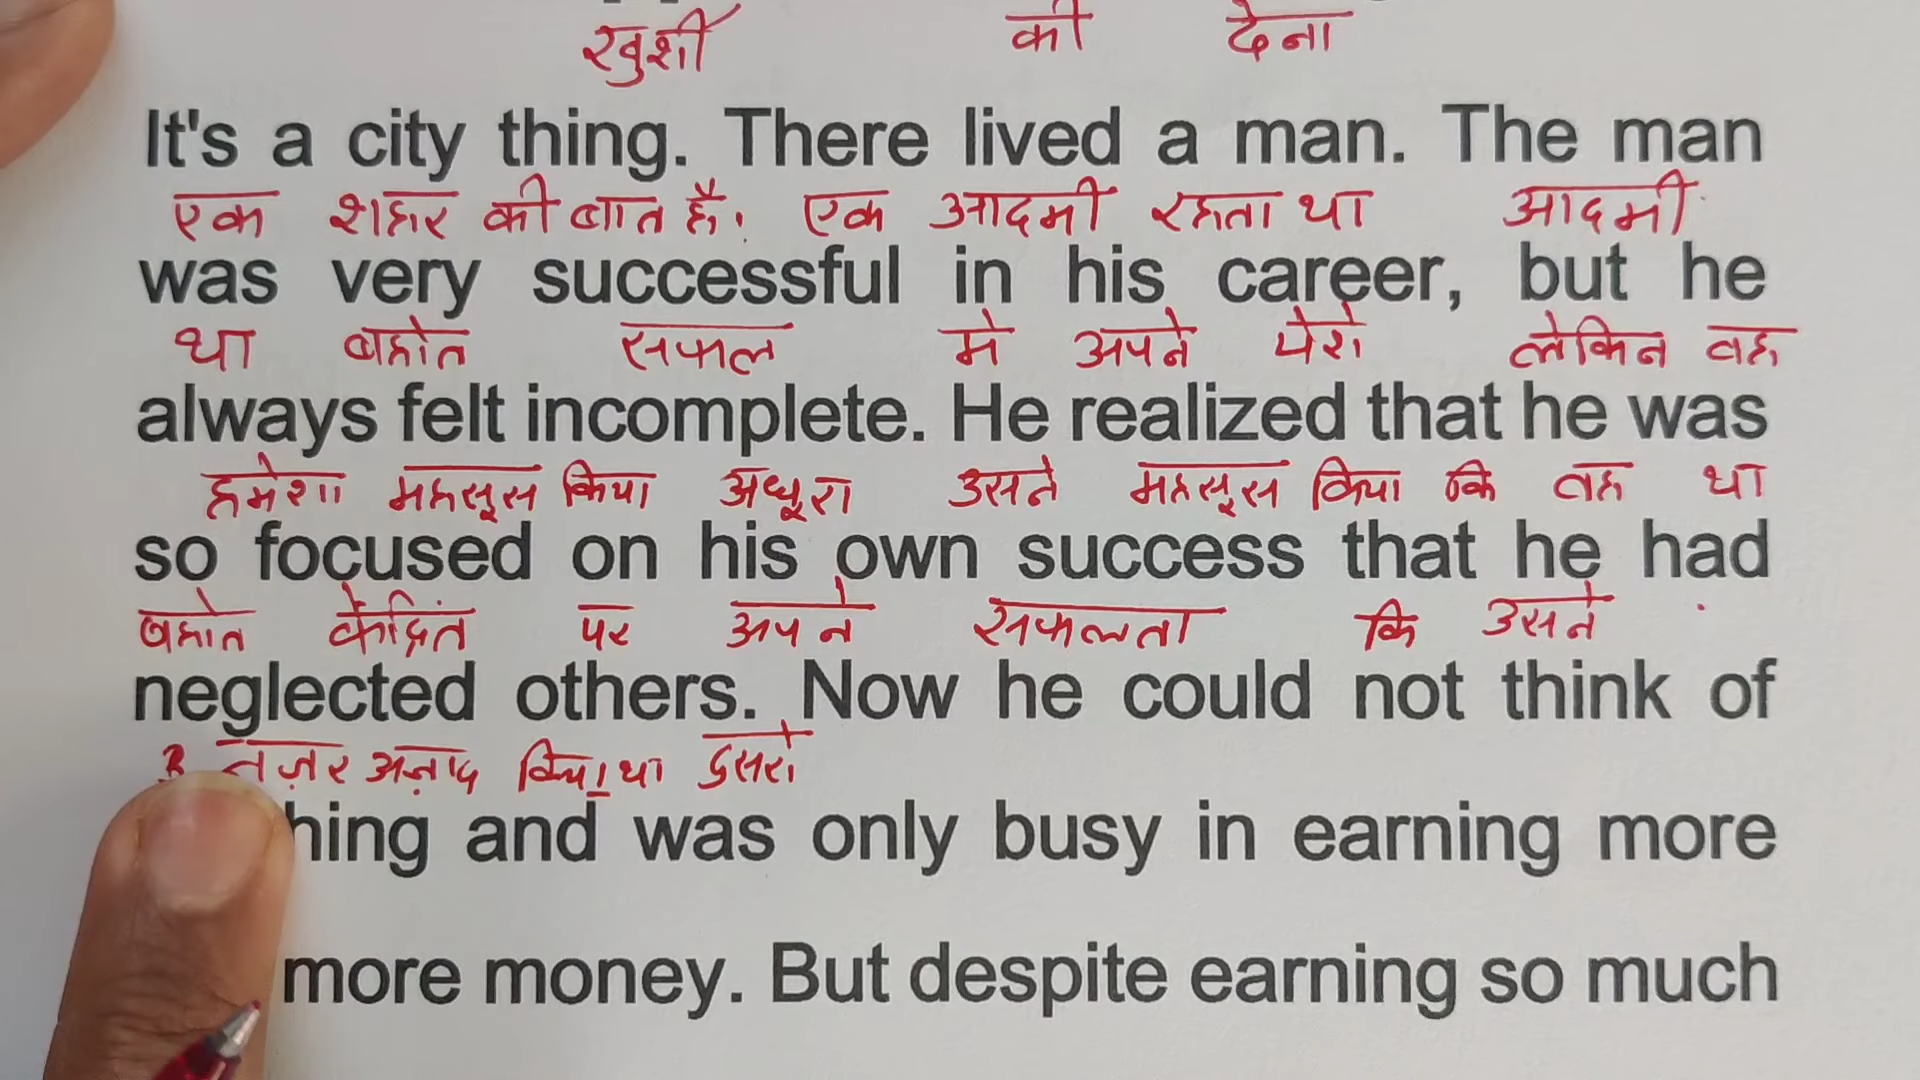 खुशी की देना
It's a city thing. There lived a man. The man
एक शहर की बात है. एक आदमी रहता था आदमी
was very successful in his career, but he
था बहोत सफल मे अपने पेशे लेकिन वह
always felt incomplete. He realized that he was
हमेशा महसूस किया अधूरा उसने महसूस किया कि वह था
so focused on his own success that he had
बहोत केंद्रित पर अपने सफलता कि उसने
neglected others. Now he could not think of
नज़र अन्ज़ाद किया था दुसरो
hing and was only busy in earning more
more money. But despite earning so much